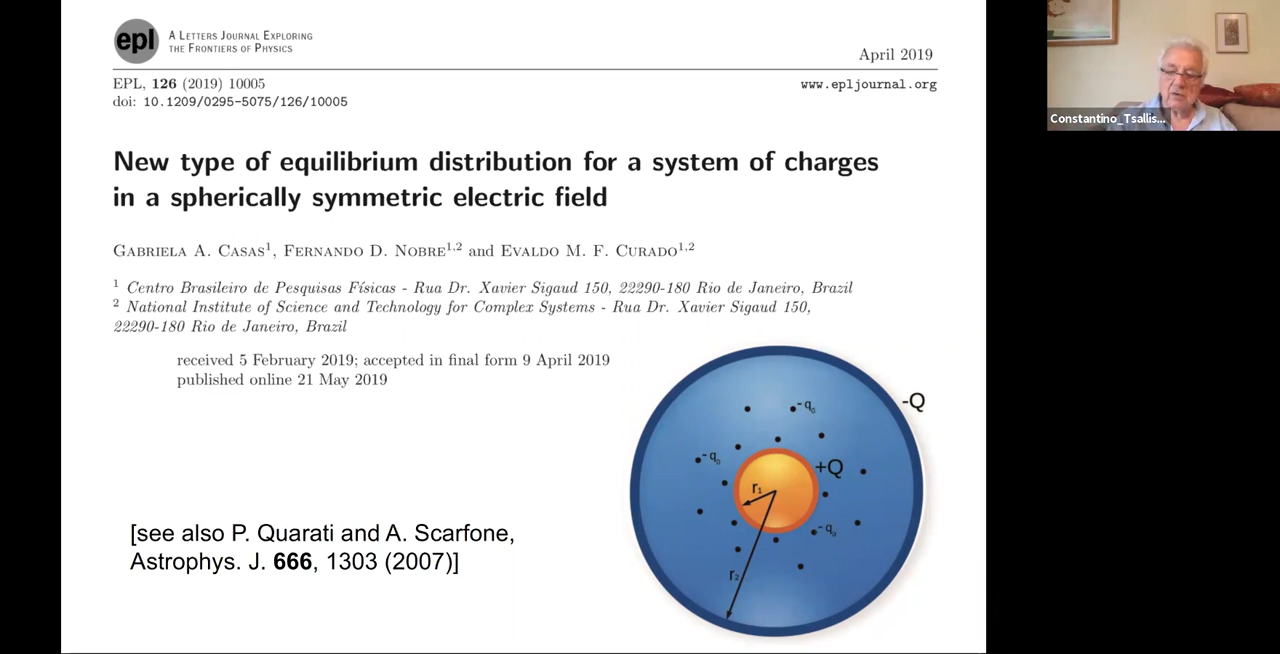 epl
A Letters Journal Exploring
the Frontiers of Physics
April 2019
EPL, 126 (2019) 10005
www.epljournal.org
doi: 10.1209/0295-5075/126/10005
New type of equilibrium distribution for a system of charges
in a spherically symmetric electric field
Gabriela A. Casas¹, Fernando D. Nobre¹,² and Evaldo M. F. Curado¹,²
¹ Centro Brasileiro de Pesquisas Físicas - Rua Dr. Xavier Sigaud 150, 22290-180 Rio de Janeiro, Brazil
² National Institute of Science and Technology for Complex Systems - Rua Dr. Xavier Sigaud 150,
22290-180 Rio de Janeiro, Brazil
received 5 February 2019; accepted in final form 9 April 2019
published online 21 May 2019
-Q
-q₀
-q₀
+Q
r₁
-q₀
r₂
[see also P. Quarati and A. Scarfone,
Astrophys. J. 666, 1303 (2007)]
Constantino_Tsallis...